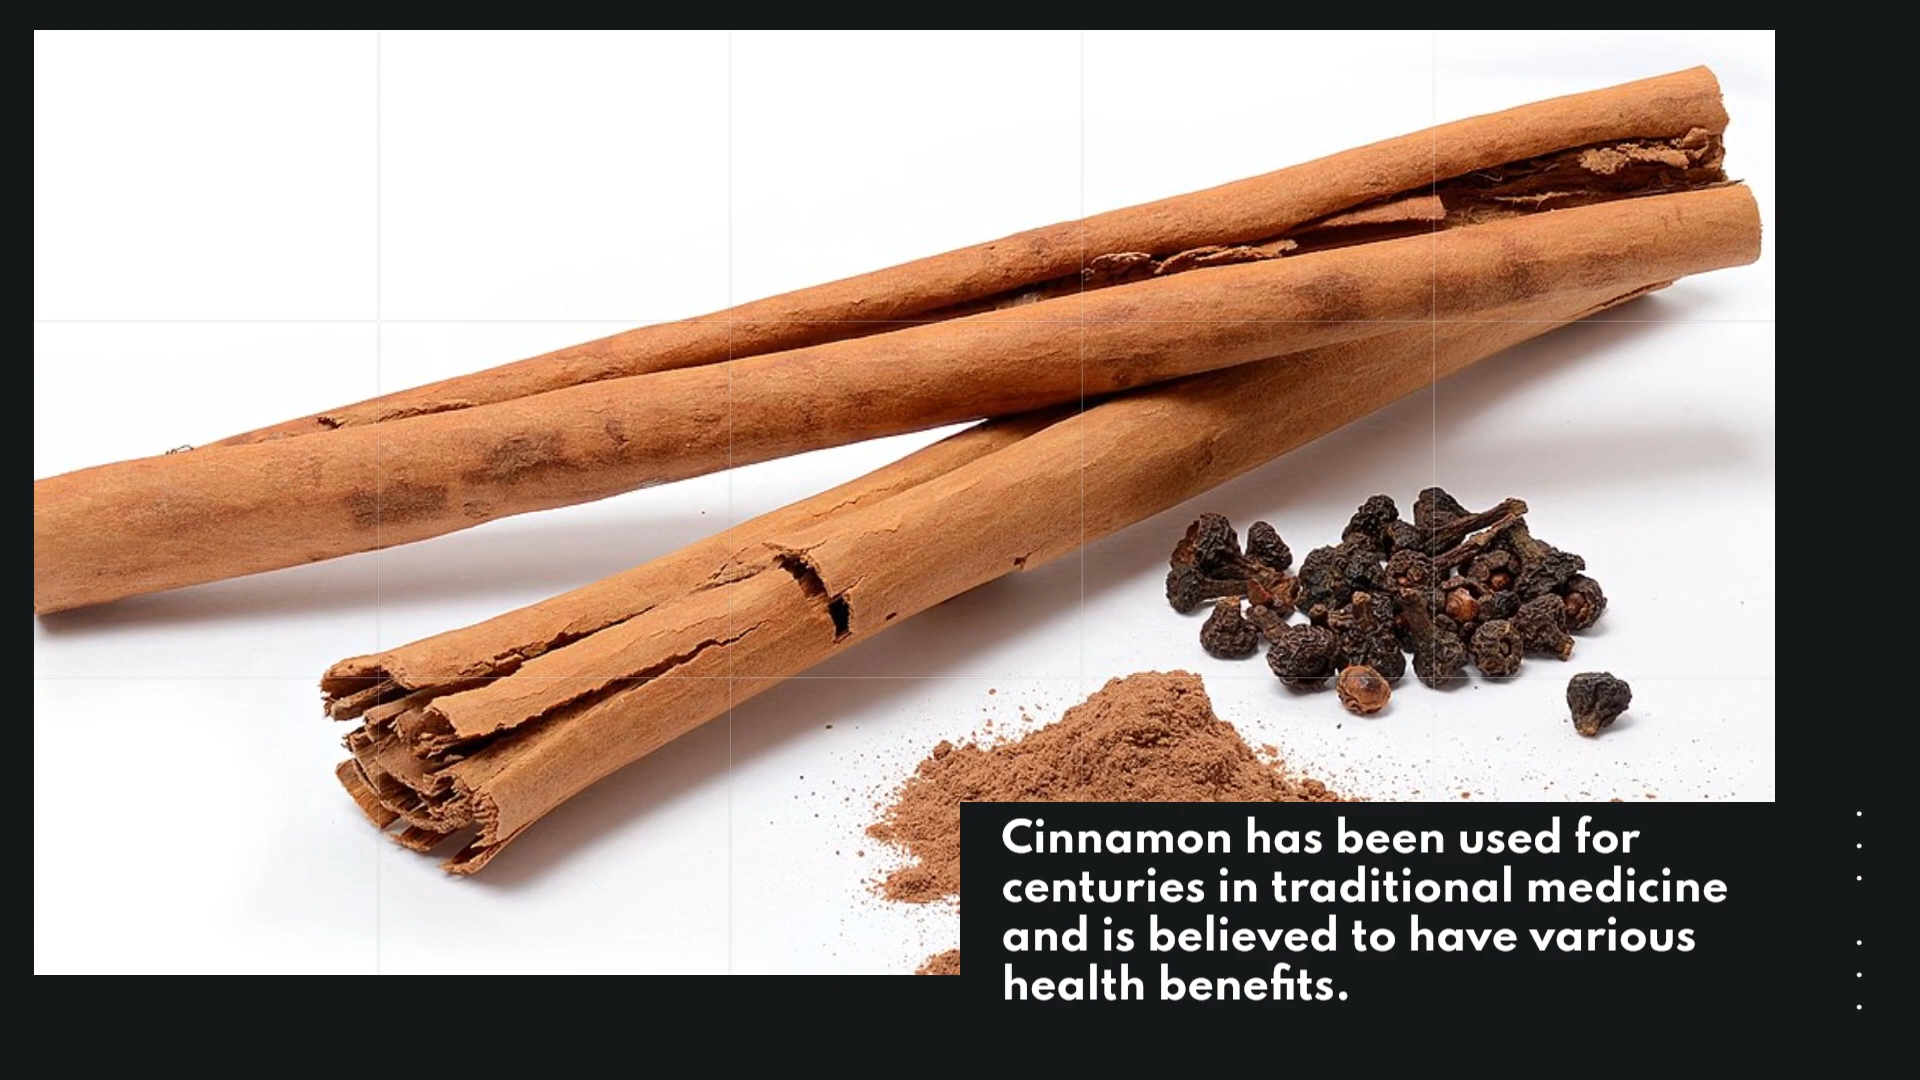 Cinnamon has been used for
centuries in traditional medicine
and is believed to have various
health benefits.